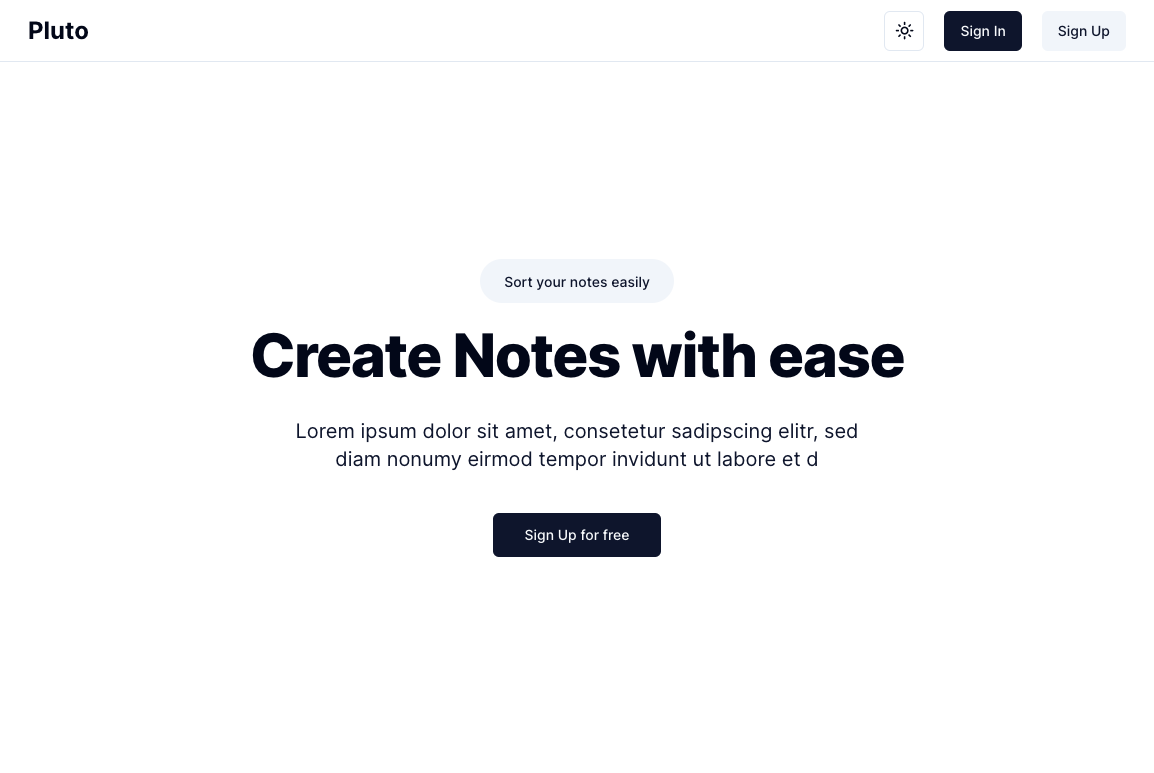 Pluto
Sign In
Sign Up
Sort your notes easily
Create Notes with ease
Lorem ipsum dolor sit amet, consetetur sadipscing elitr, sed
diam nonumy eirmod tempor invidunt ut labore et d
Sign Up for free